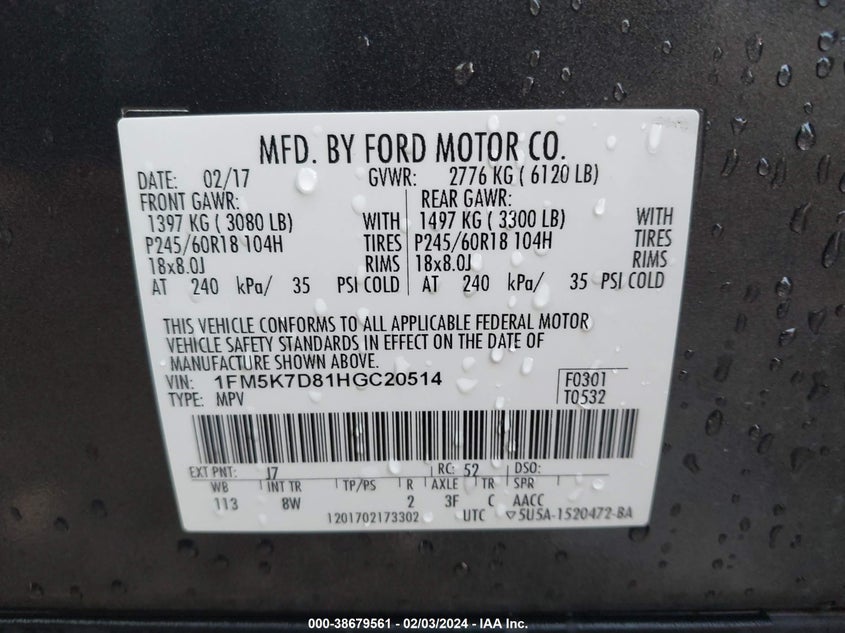 MFD. BY FORD MOTOR CO.
DATE: 02/17 GVWR: 2776 KG ( 6120 LB)
FRONT GAWR: REAR GAWR:
1397 KG ( 3080 LB) WITH 1497 KG ( 3300 LB) WITH
P245/60R18 104H TIRES P245/60R18 104H TIRES
18x8.0J RIMS 18x8.0J RIMS
AT 240 kPa/ 35 PSI COLD AT 240 kPa/ 35 PSI COLD
THIS VEHICLE CONFORMS TO ALL APPLICABLE FEDERAL MOTOR
VEHICLE SAFETY STANDARDS IN EFFECT ON THE DATE OF
MANUFACTURE SHOWN ABOVE.
VIN: 1FM5K7D81HGC20514 F0301
TYPE: MPV T0532
EXT PNT: J7 RC: 52 DSO:
WB INT TR TP/PS R AXLE TR SPR
113 8W 2 3F C AACC
1201702173302 UTC ▽5U5A-1520472-BA
000-38679561 - 02/03/2024 - IAA Inc.